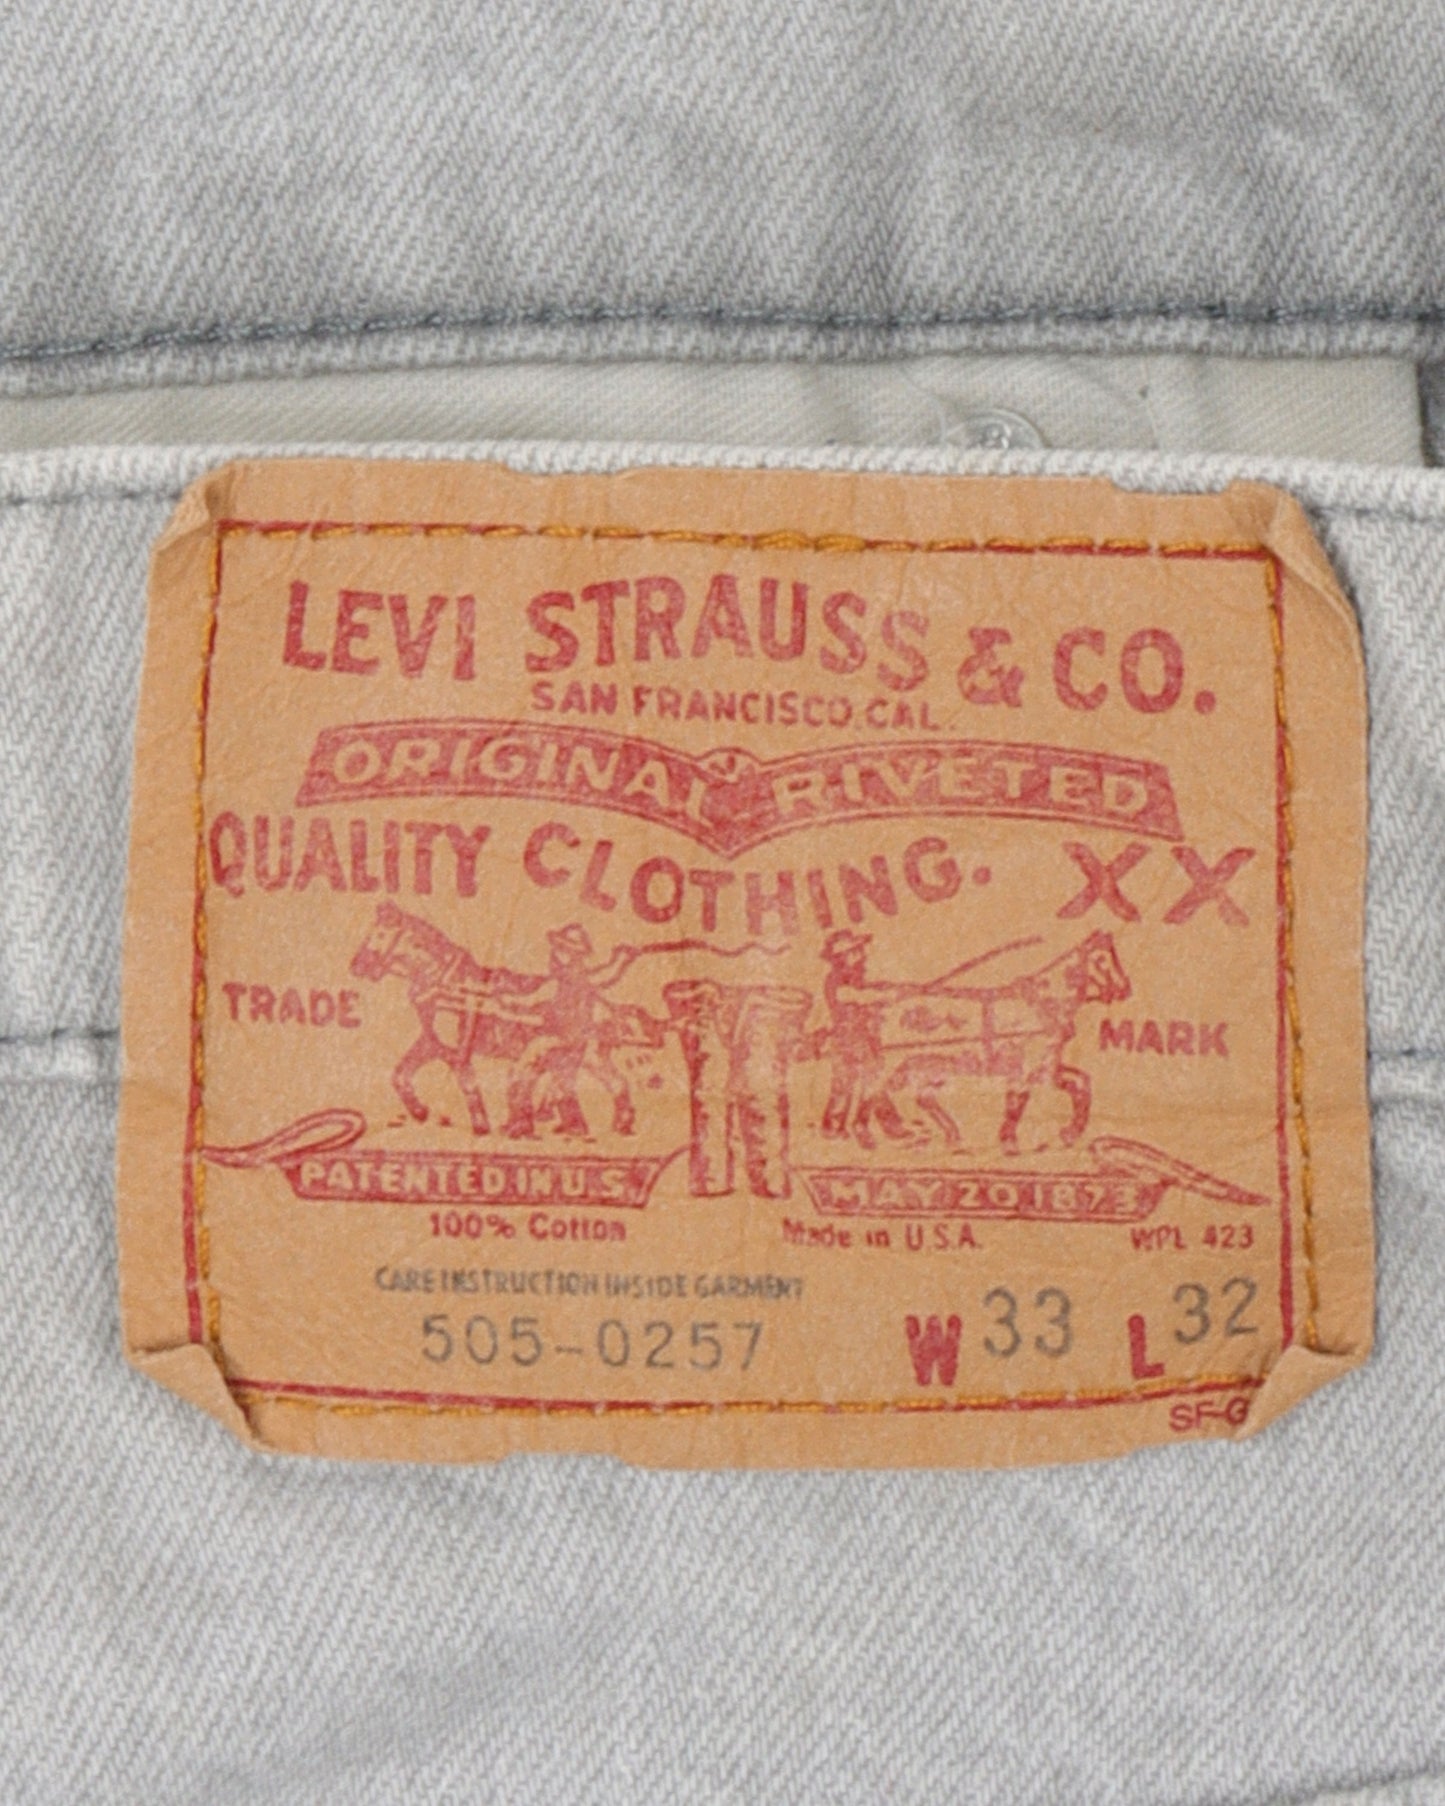 LEVI STRAUSS & CO.
SAN FRANCISCO, CAL.
ORIGINAL RIVETED
QUALITY CLOTHING. XX
TRADE MARK
PATENTED IN U.S. MAY 20 1873
100% Cotton Made in U.S.A. WPL 423
CARE INSTRUCTION INSIDE GARMENT
505-0257 W 33 L 32
SF-G